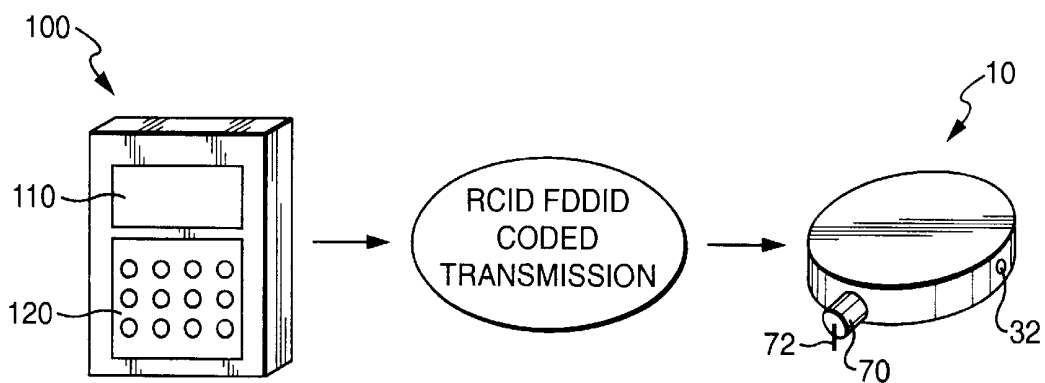 100
110
120
RCID FDDID
CODED
TRANSMISSION
10
32
72
70